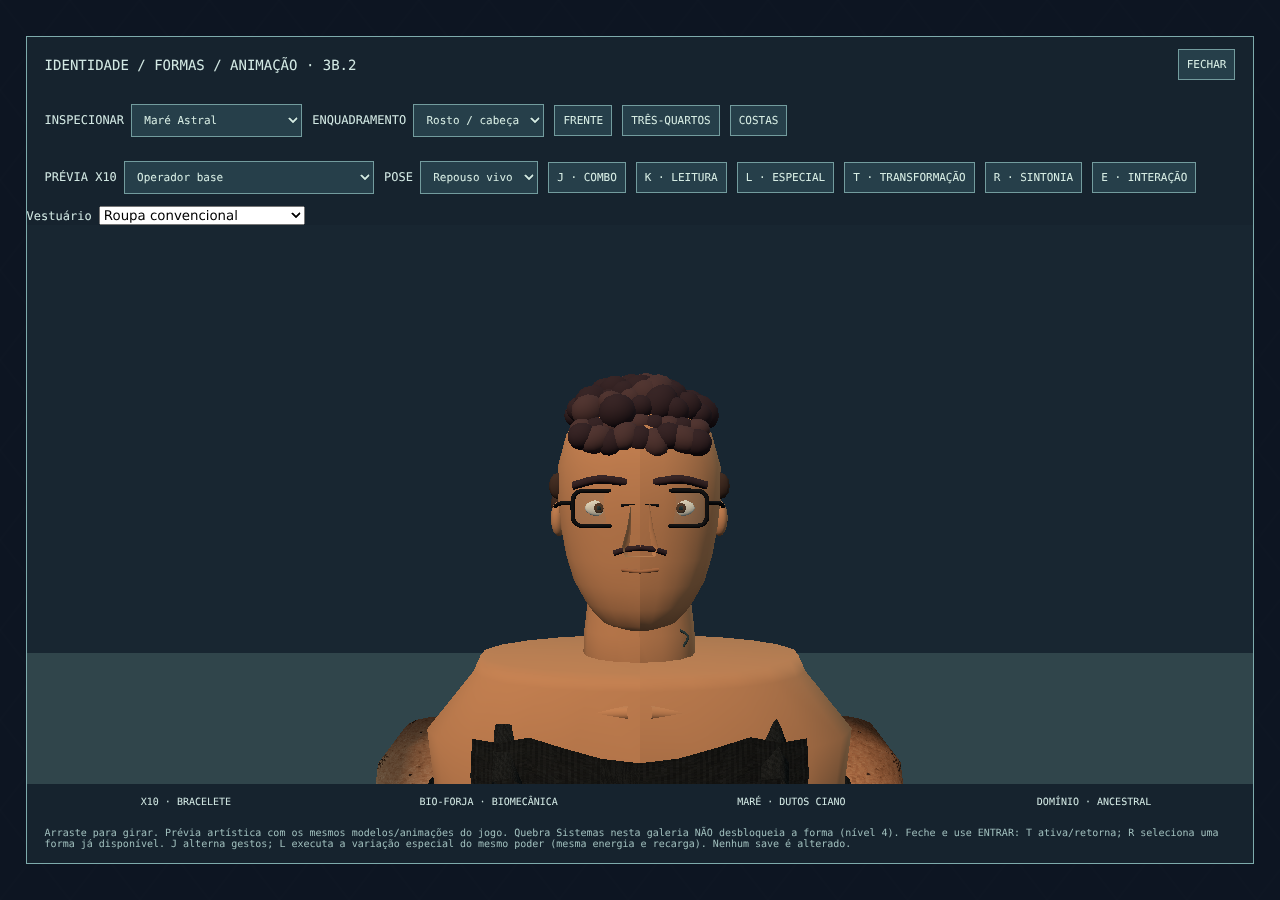 IDENTIDADE / FORMAS / ANIMAÇÃO · 3B.2
FECHAR
INSPECIONAR Maré Astral ENQUADRAMENTO Rosto / cabeça FRENTE TRÊS-QUARTOS COSTAS
PRÉVIA X10 Operador base POSE Repouso vivo J · COMBO K · LEITURA L · ESPECIAL T · TRANSFORMAÇÃO R · SINTONIA E · INTERAÇÃO
Vestuário Roupa convencional
X10 · BRACELETE BIO-FORJA · BIOMECÂNICA MARÉ · DUTOS CIANO DOMÍNIO · ANCESTRAL
Arraste para girar. Prévia artística com os mesmos modelos/animações do jogo. Quebra Sistemas nesta galeria NÃO desbloqueia a forma (nível 4). Feche e use ENTRAR: T ativa/retorna; R seleciona uma
forma já disponível. J alterna gestos; L executa a variação especial do mesmo poder (mesma energia e recarga). Nenhum save é alterado.